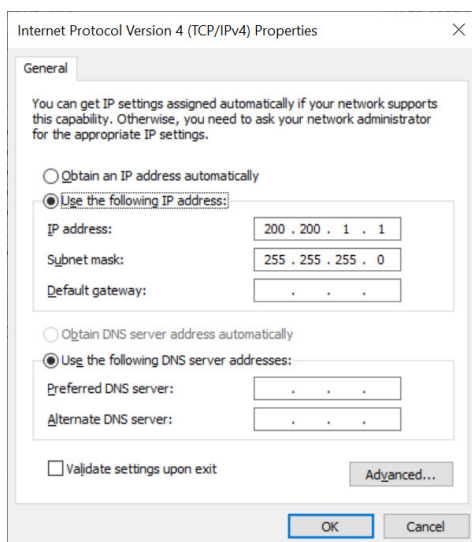 Internet Protocol Version 4 (TCP/IPv4) Properties
General
You can get IP settings assigned automatically if your network supports
this capability. Otherwise, you need to ask your network administrator
for the appropriate IP settings.
Obtain an IP address automatically
Use the following IP address:
IP address: 200 . 200 . 1 . 1
Subnet mask: 255 . 255 . 255 . 0
Default gateway: . . .
Obtain DNS server address automatically
Use the following DNS server addresses:
Preferred DNS server: . . .
Alternate DNS server: . . .
Validate settings upon exit
Advanced...
OK Cancel